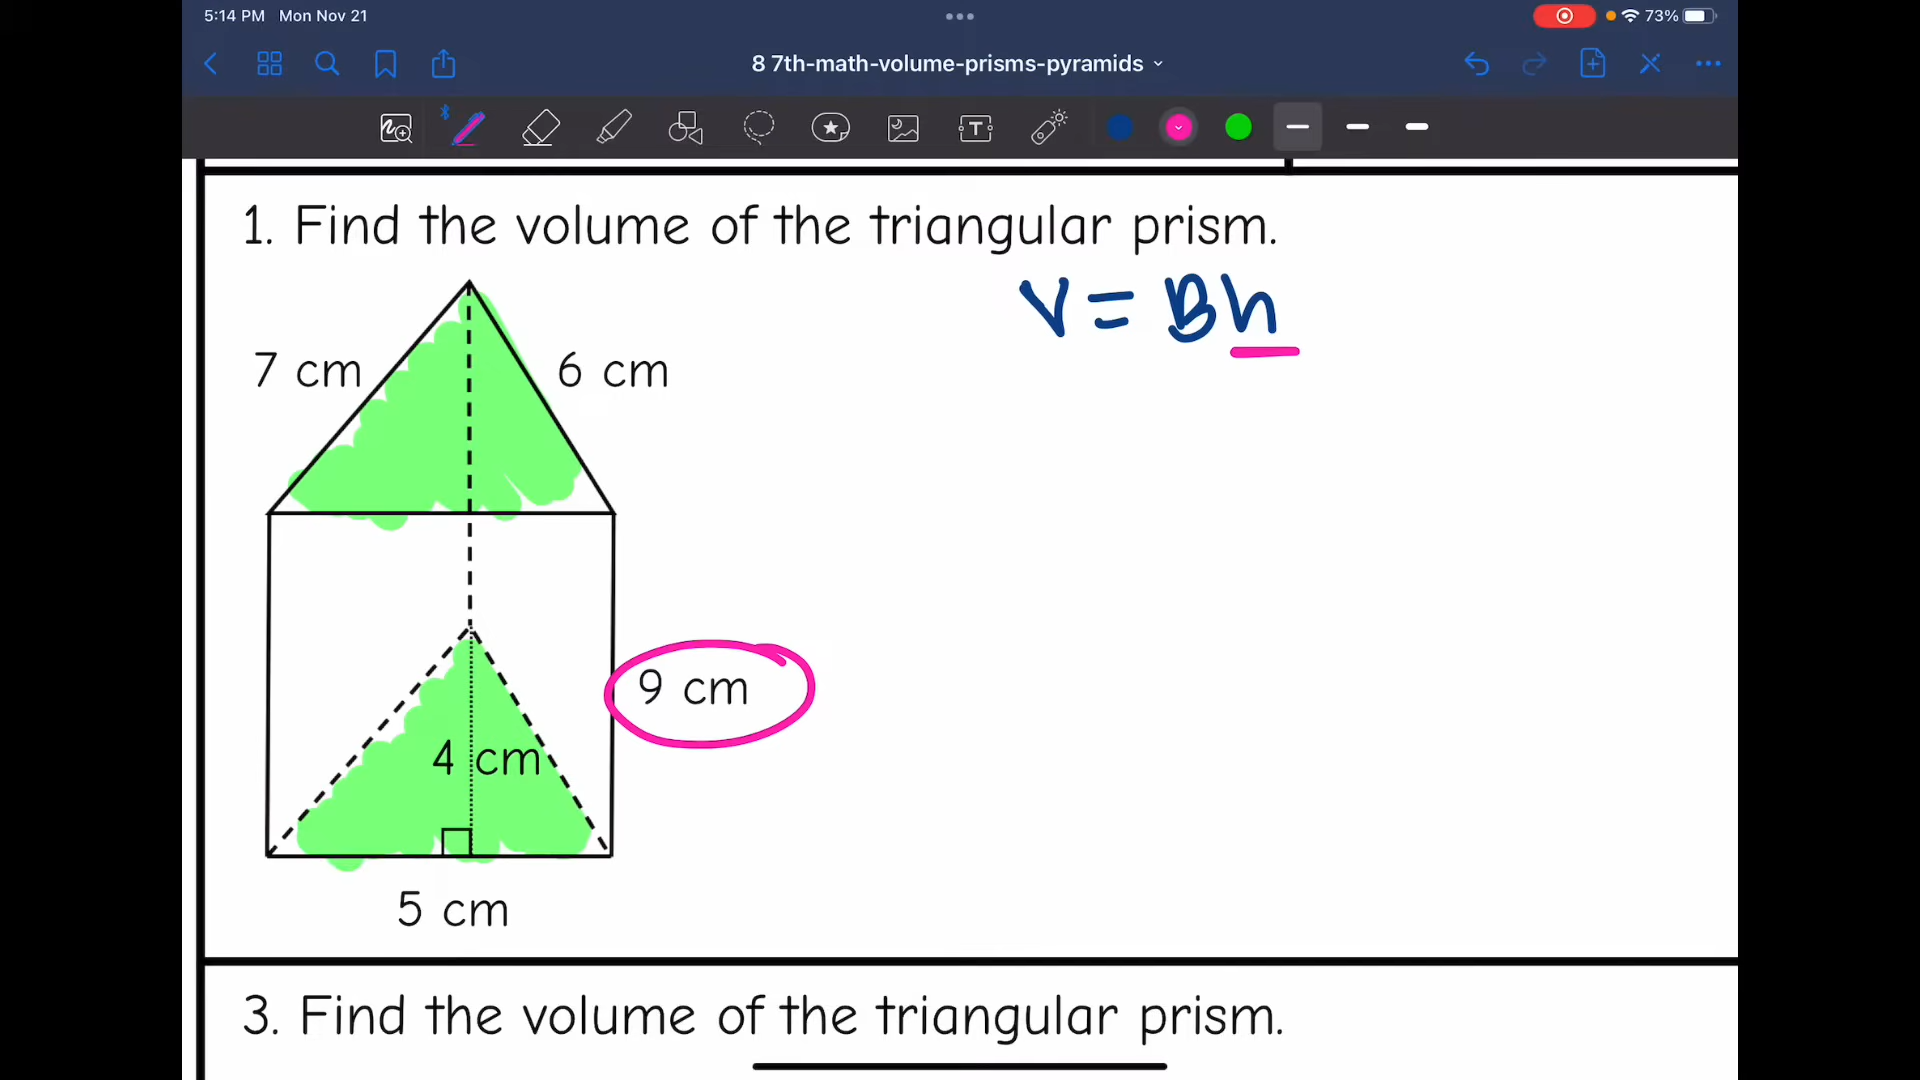 5:14 PM Mon Nov 21
73%
8 7th-math-volume-prisms-pyramids
T
1. Find the volume of the triangular prism.
V = Bh
7 cm
6 cm
9 cm
4 cm
5 cm
3. Find the volume of the triangular prism.